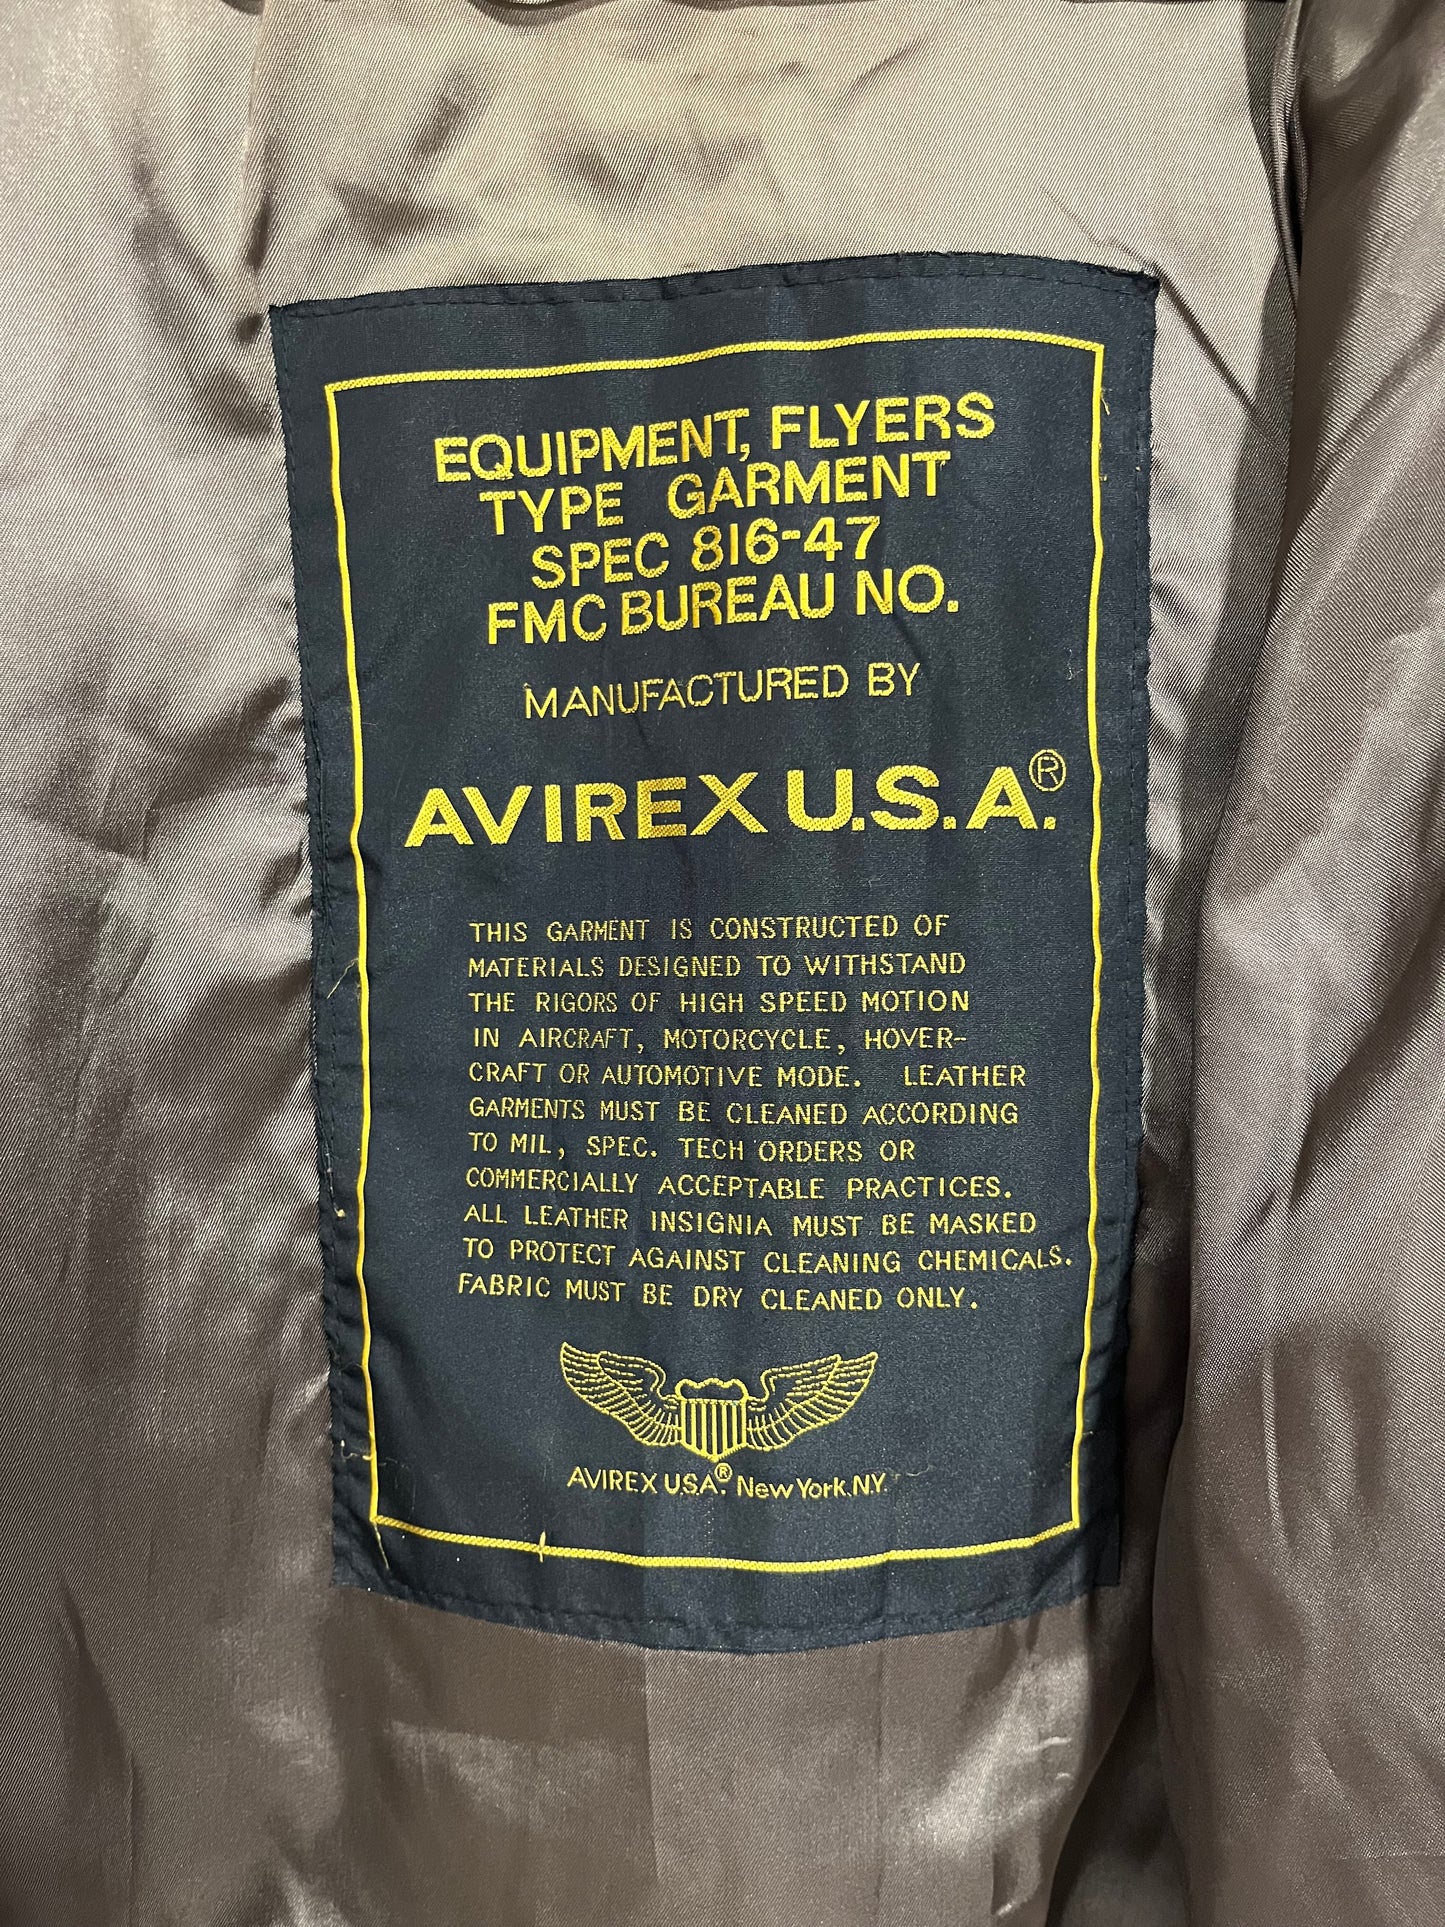 EQUIPMENT, FLYERS
TYPE GARMENT
SPEC 816-47
FMC BUREAU NO.
MANUFACTURED BY
AVIREX U.S.A.®
THIS GARMENT IS CONSTRUCTED OF
MATERIALS DESIGNED TO WITHSTAND
THE RIGORS OF HIGH SPEED MOTION
IN AIRCRAFT, MOTORCYCLE, HOVER-
CRAFT OR AUTOMOTIVE MODE. LEATHER
GARMENTS MUST BE CLEANED ACCORDING
TO MIL, SPEC. TECH ORDERS OR
COMMERCIALLY ACCEPTABLE PRACTICES.
ALL LEATHER INSIGNIA MUST BE MASKED
TO PROTECT AGAINST CLEANING CHEMICALS.
FABRIC MUST BE DRY CLEANED ONLY.
AVIREX U.S.A.® New York, N.Y.